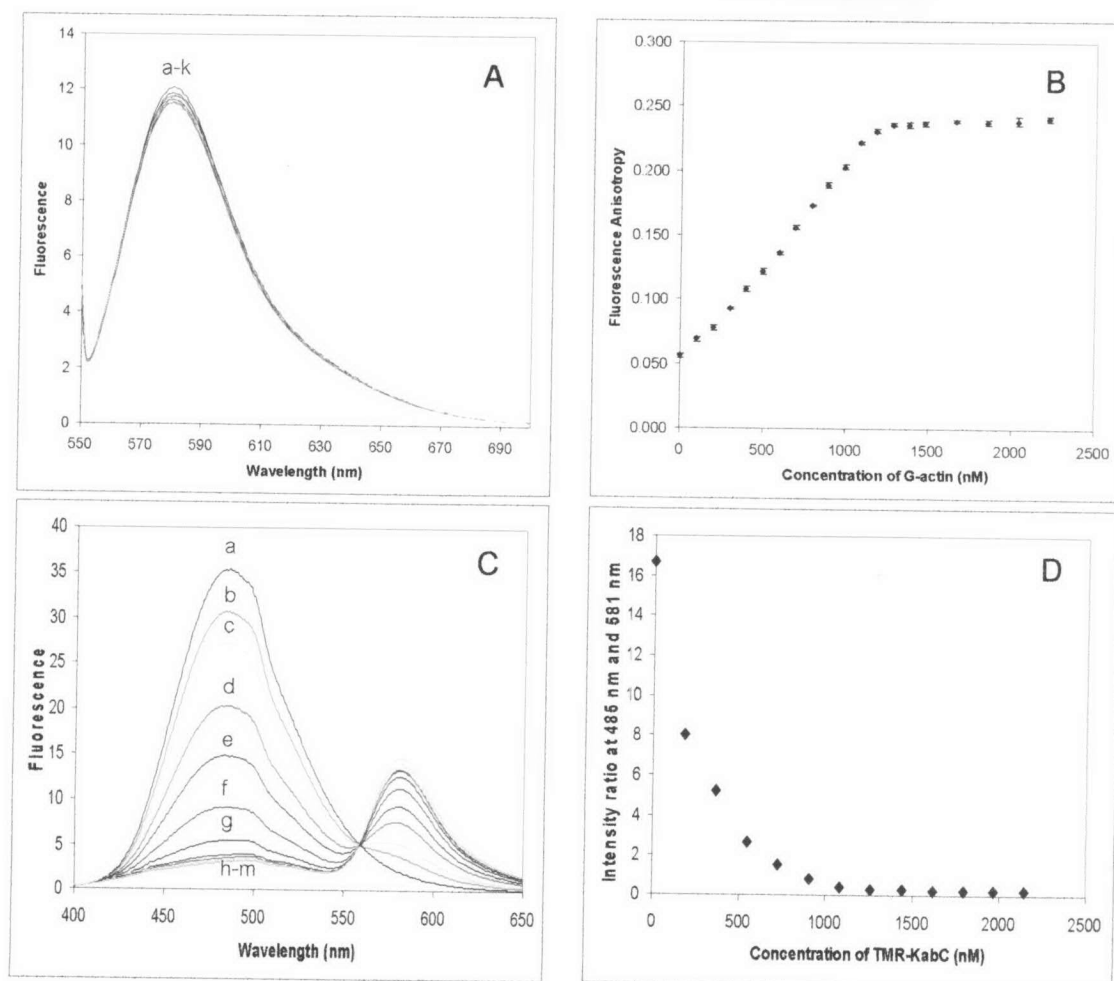 A
a-k
14
12
10
8
6
4
2
0
550 570 590 610 630 650 670 690
Fluorescence
Wavelength (nm)
B
0.300
0.250
0.200
0.150
0.100
0.050
0.000
0 500 1000 1500 2000 2500
Fluorescence Anisotropy
Concentration of G-actin (nM)
C
a
b
c
d
e
f
g
h-m
40
35
30
25
20
15
10
5
0
400 450 500 550 600 650
Fluorescence
Wavelength (nm)
D
18
16
14
12
10
8
6
4
2
0
0 500 1000 1500 2000 2500
Intensity ratio at 485 nm and 581 nm
Concentration of TMR-KabC (nM)